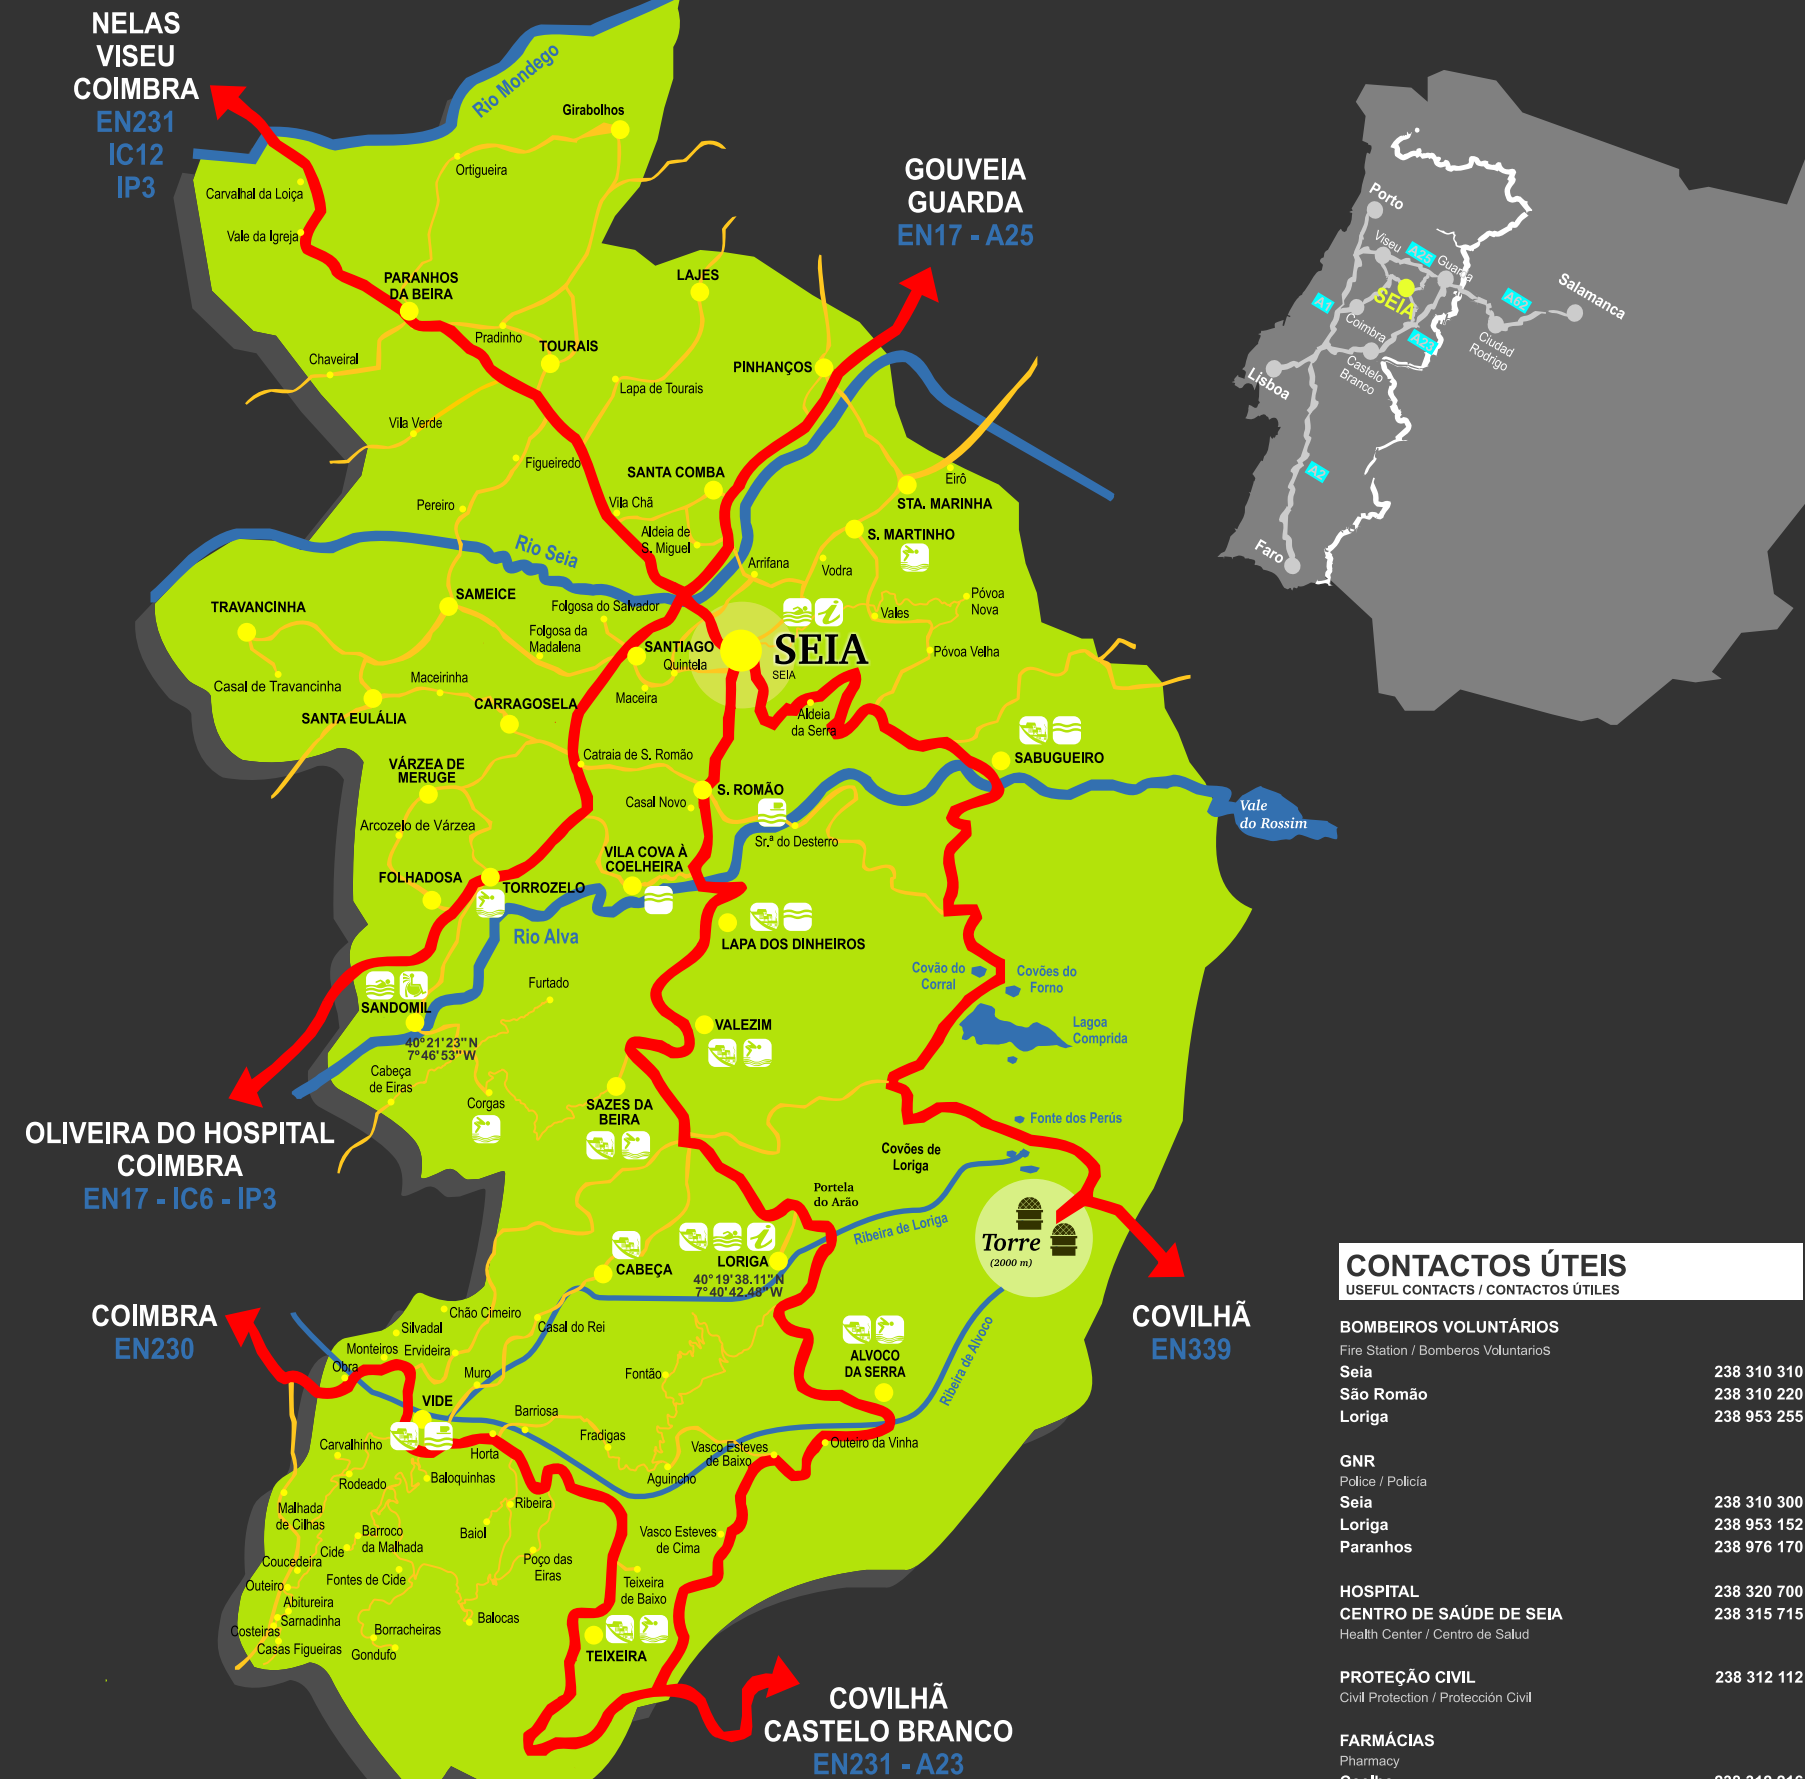 NELAS
VISEU
COIMBRA
EN231
IC12
IP3
Rio Mondego
Girabolhos
Ortigueira
Carvalhal da Loiça
Vale da Igreja
GOUVEIA
GUARDA
EN17 - A25
PARANHOS
DA BEIRA
LAJES
Pradinho
TOURAIS
Chaveiral
PINHANÇOS
Lapa de Tourais
Vila Verde
Figueiredo
SANTA COMBA
Eirô
STA. MARINHA
Pereiro
Vila Chã
Aldeia de
S. Miguel
S. MARTINHO
Rio Seia
Arrifana
Vodra
SAMEICE
TRAVANCINHA
Folgosa do Salvador
Póvoa
Nova
Vales
Folgosa da
Madalena
SANTIAGO
Quintela
SEIA
SEIA
Póvoa Velha
Casal de Travancinha
Maceirinha
Maceira
CARRAGOSELA
SANTA EULÁLIA
Aldeia
da Serra
Catraia de S. Romão
SABUGUEIRO
VÁRZEA DE
MERUGE
S. ROMÃO
Casal Novo
Vale
do Rossim
Arcozelo de Várzea
Sr.ª do Desterro
VILA COVA À
COELHEIRA
FOLHADOSA
TORROZELO
Rio Alva
LAPA DOS DINHEIROS
Covão do
Corral
Covões do
Forno
Furtado
SANDOMIL
40°21'23"N
7°46'53"W
VALEZIM
Lagoa
Comprida
Cabeça
de Eiras
Corgas
SAZES DA
BEIRA
OLIVEIRA DO HOSPITAL
COIMBRA
EN17 - IC6 - IP3
Fonte dos Perús
Covões de
Loriga
Portela
do Arão
Ribeira de Loriga
Torre
(2000 m)
CABEÇA
LORIGA
40°19'38.11"N
7°40'42.48"W
COIMBRA
EN230
COVILHÃ
EN339
Chão Cimeiro
Silvadal
Casal do Rei
Monteiros
Ervideira
Obra
Muro
Fontão
ALVOCO
DA SERRA
Ribeira de Alvoco
VIDE
Barriosa
Fradigas
Carvalhinho
Horta
Vasco Esteves
de Baixo
Outeiro da Vinha
Rodeado
Baloquinhas
Aguincho
Malhada
de Cilhas
Ribeira
Baiol
Barroco
da Malhada
Cide
Vasco Esteves
de Cima
Coucedeira
Poço das
Eiras
Fontes de Cide
Outeiro
Teixeira
de Baixo
Abitureira
Sarnadinha
Balocas
Costeiras
Borracheiras
Casas Figueiras
Gondufo
TEIXEIRA
COVILHÃ
CASTELO BRANCO
EN231 - A23
Porto
Viseu
A25
Guarda
SEIA
A1
Coimbra
A23
A62
Salamanca
Ciudad
Rodrigo
Castelo
Branco
Lisboa
A2
Faro
CONTACTOS ÚTEIS
USEFUL CONTACTS / CONTACTOS ÚTILES
BOMBEIROS VOLUNTÁRIOS
Fire Station / Bomberos Voluntarios
Seia 238 310 310
São Romão 238 310 220
Loriga 238 953 255
GNR
Police / Policía
Seia 238 310 300
Loriga 238 953 152
Paranhos 238 976 170
HOSPITAL 238 320 700
CENTRO DE SAÚDE DE SEIA 238 315 715
Health Center / Centro de Salud
PROTEÇÃO CIVIL 238 312 112
Civil Protection / Protección Civil
FARMÁCIAS
Pharmacy